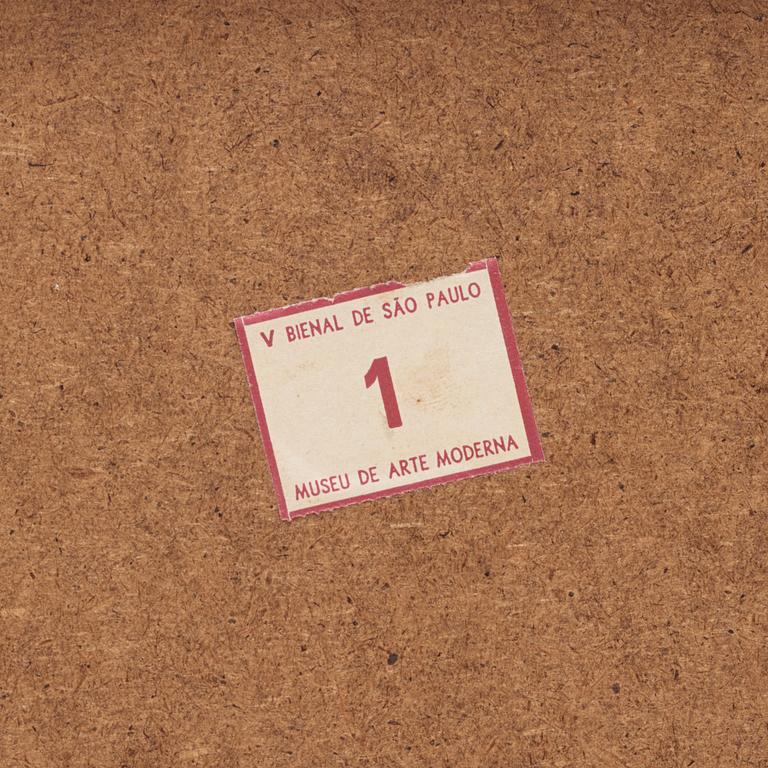 V BIENAL DE SÃO PAULO
1
MUSEU DE ARTE MODERNA